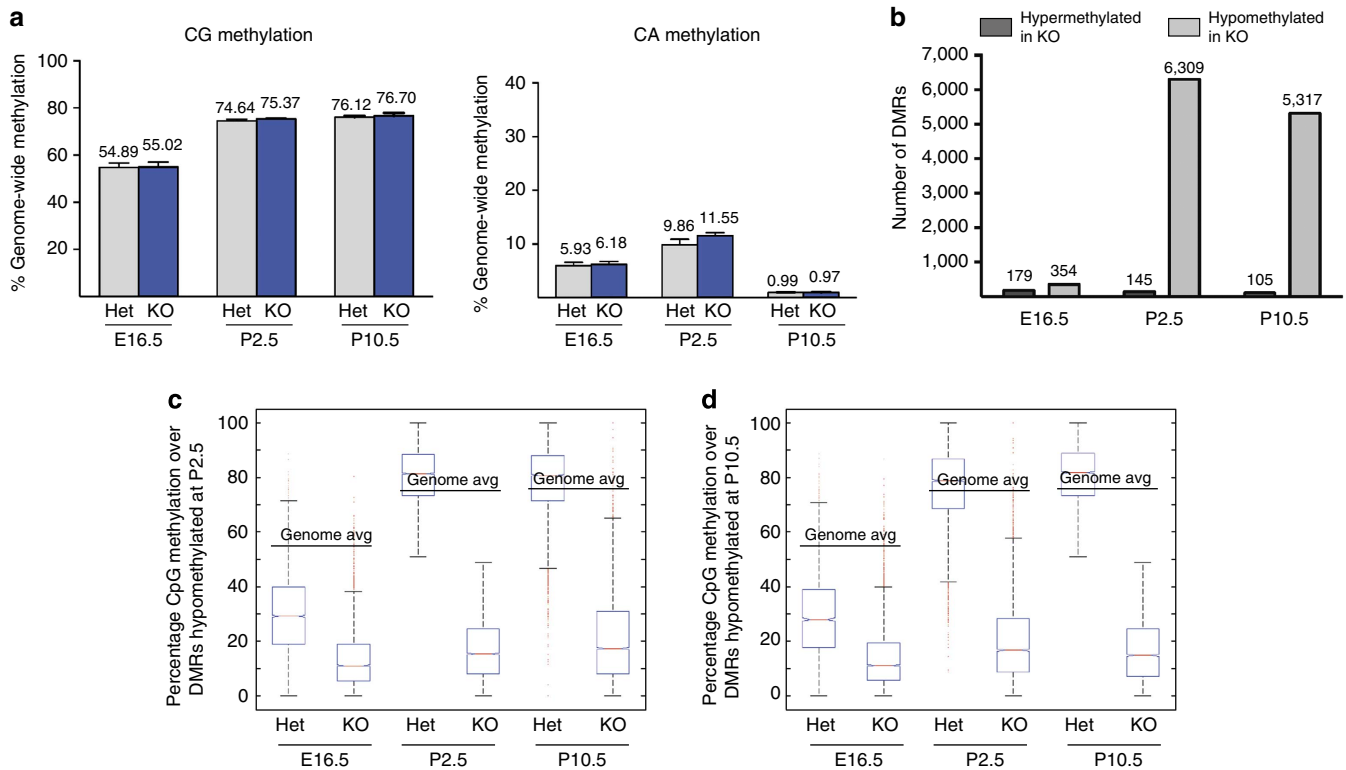 a
CG methylation
% Genome-wide methylation
100
80
60
40
20
54.89
55.02
74.64
75.37
76.12
76.70
Het KO
Het KO
Het KO
E16.5
P2.5
P10.5
CA methylation
% Genome-wide methylation
40
30
20
10
5.93
6.18
9.86
11.55
0.99
0.97
Het KO
Het KO
Het KO
E16.5
P2.5
P10.5
b
Hypermethylated
in KO
Hypomethylated
in KO
Number of DMRs
7,000
6,000
5,000
4,000
3,000
2,000
1,000
179
354
145
6,309
105
5,317
E16.5
P2.5
P10.5
c
Percentage CpG methylation over
DMRs hypomethylated at P2.5
100
80
60
40
20
0
Genome avg
Genome avg
Genome avg
Het
KO
Het
KO
Het
KO
E16.5
P2.5
P10.5
d
Percentage CpG methylation over
DMRs hypomethylated at P10.5
100
80
60
40
20
0
Genome avg
Genome avg
Genome avg
Het
KO
Het
KO
Het
KO
E16.5
P2.5
P10.5